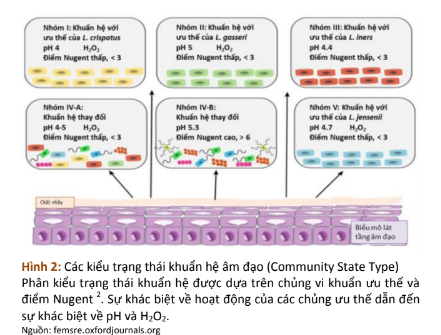 Nhóm I: Khuẩn hệ với
ưu thế của L. crispatus
pH 4 H₂O₂
Điểm Nugent thấp, < 3
Nhóm II: Khuẩn hệ với
ưu thế của L. gasseri
pH 5 H₂O₂
Điểm Nugent thấp, < 3
Nhóm III: Khuẩn hệ với
ưu thế của L. iners
pH 4.4
Điểm Nugent thấp, < 3
Nhóm IV-A:
Khuẩn hệ thay đổi
pH 4-5 H₂O₂
Điểm Nugent thấp, < 3
Nhóm IV-B:
Khuẩn hệ thay đổi
pH 5.3
Điểm Nugent cao, > 6
Nhóm V: Khuẩn hệ với
ưu thế của L. jensenii
pH 4.7 H₂O₂
Điểm Nugent thấp, < 3
Chất nhầy
Biểu mô lát
tầng âm đạo
Hình 2: Các kiểu trạng thái khuẩn hệ âm đạo (Community State Type)
Phân kiểu trạng thái khuẩn hệ được dựa trên chủng vi khuẩn ưu thế và
điểm Nugent ². Sự khác biệt về hoạt động của các chủng ưu thế dẫn đến
sự khác biệt về pH và H₂O₂.
Nguồn: femsre.oxfordjournals.org